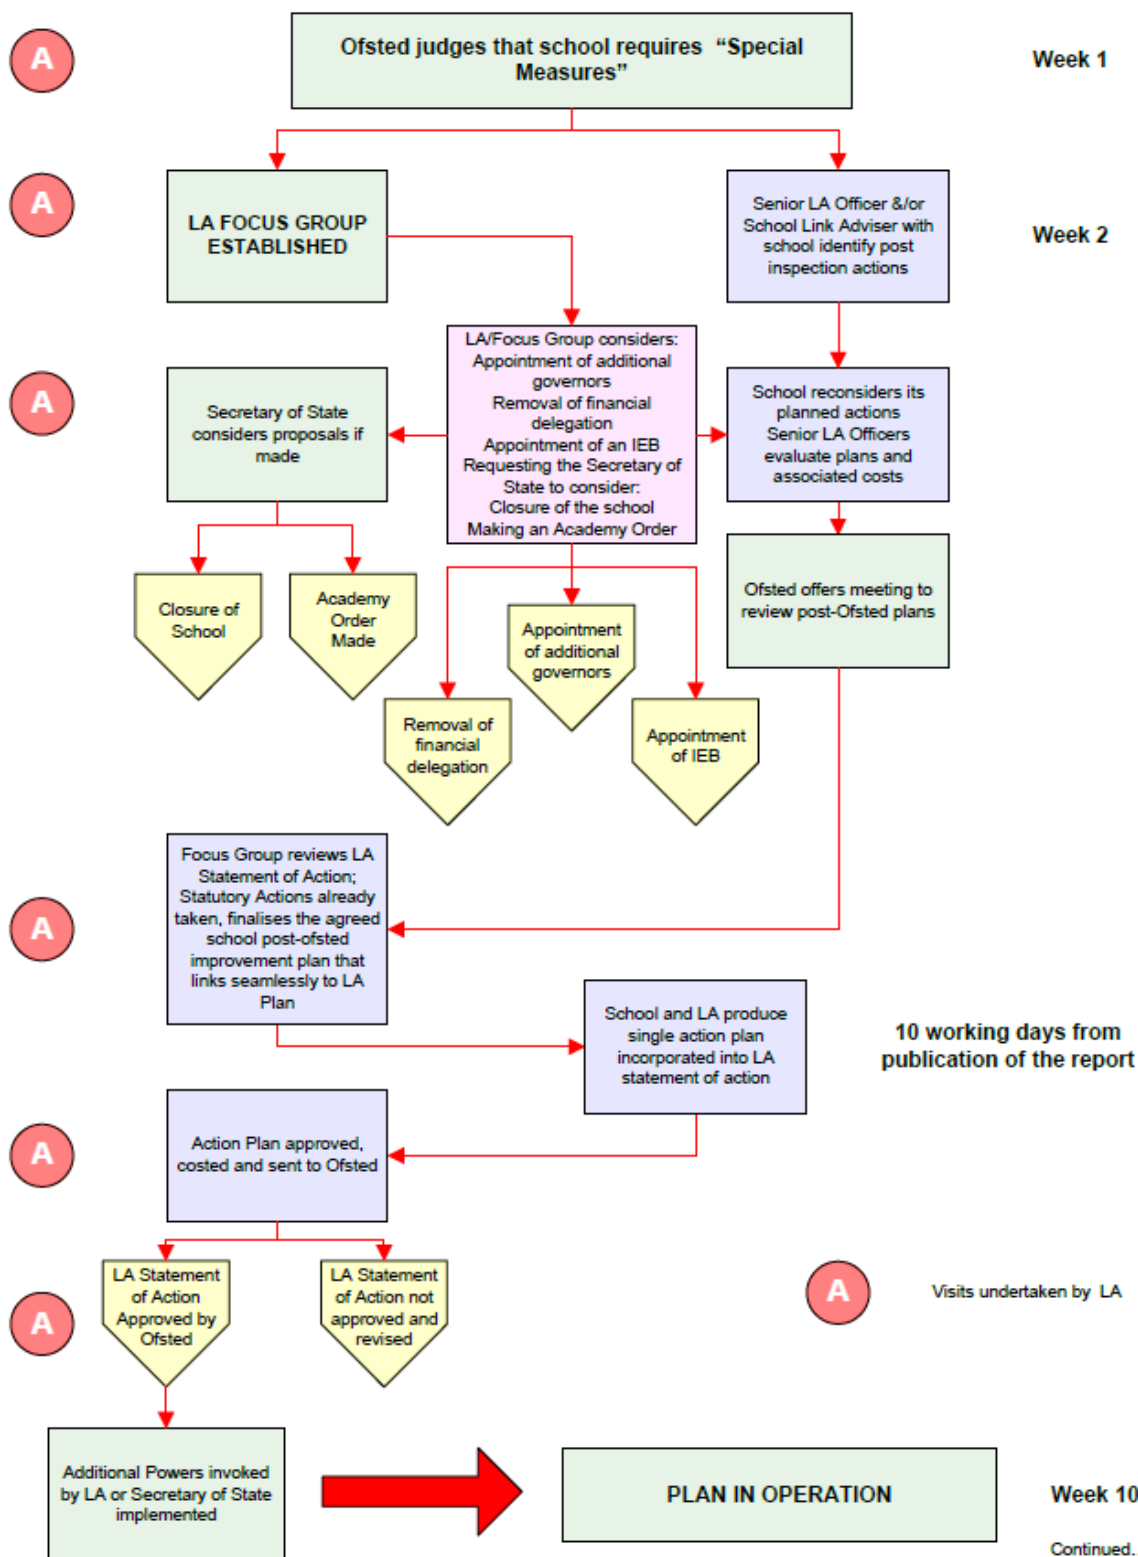 A
Ofsted judges that school requires “Special
Measures”
Week 1
A
LA FOCUS GROUP
ESTABLISHED
Senior LA Officer &/or
School Link Adviser with
school identify post
inspection actions
Week 2
A
Secretary of State
considers proposals if
made
LA/Focus Group considers:
Appointment of additional
governors
Removal of financial
delegation
Appointment of an IEB
Requesting the Secretary of
State to consider:
Closure of the school
Making an Academy Order
School reconsiders its
planned actions
Senior LA Officers
evaluate plans and
associated costs
Closure of
School
Academy
Order
Made
Removal of
financial
delegation
Appointment
of additional
governors
Appointment
of IEB
Ofsted offers meeting to
review post-Ofsted plans
A
Focus Group reviews LA
Statement of Action;
Statutory Actions already
taken, finalises the agreed
school post-ofsted
improvement plan that
links seamlessly to LA
Plan
School and LA produce
single action plan
incorporated into LA
statement of action
10 working days from
publication of the report
A
Action Plan approved,
costed and sent to Ofsted
A
LA Statement
of Action
Approved by
Ofsted
LA Statement
of Action not
approved and
revised
A
Visits undertaken by LA
Additional Powers invoked
by LA or Secretary of State
implemented
PLAN IN OPERATION
Week 10
Continued.